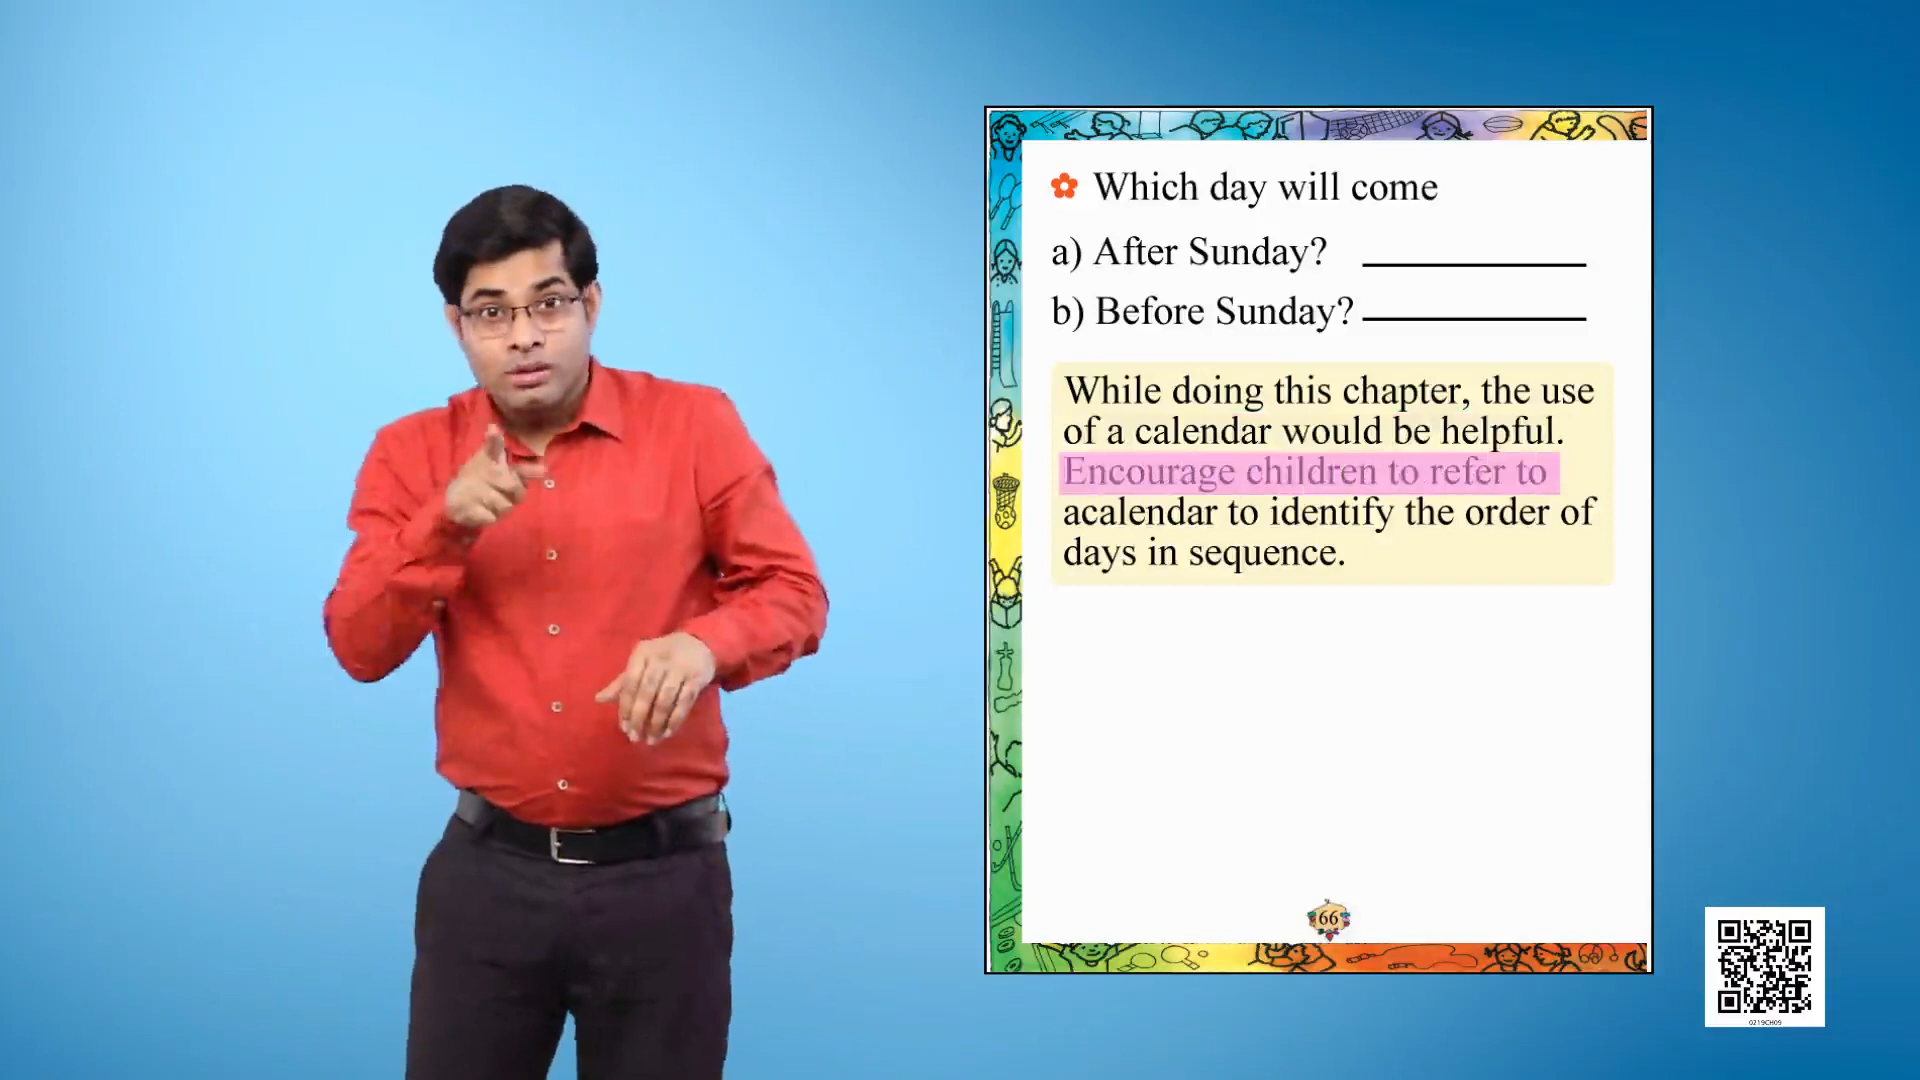 Which day will come
a) After Sunday?
b) Before Sunday?
While doing this chapter, the use
of a calendar would be helpful.
Encourage children to refer to
acalendar to identify the order of
days in sequence.
66
0219CH09